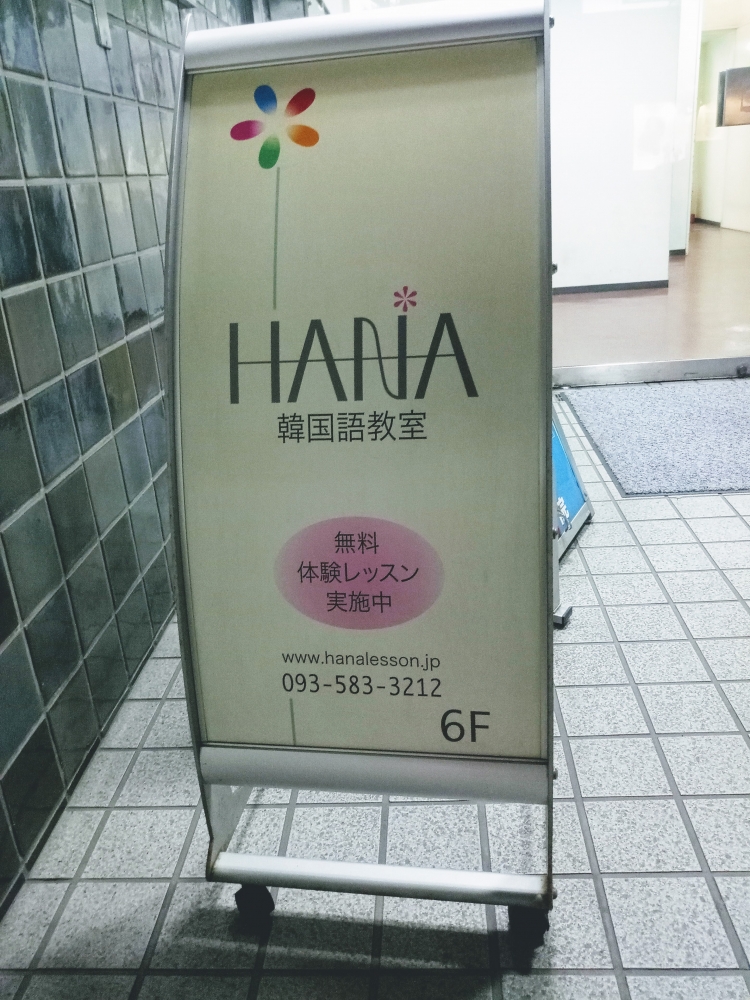 HANA
韓国語教室
無料
体験レッスン
実施中
www.hanalesson.jp
093-583-3212
6F